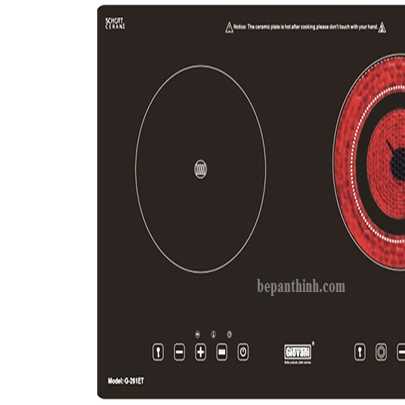 SCHOTT
CERAN®
Notice: The ceramic plate is hot after cooking please don't touch with your hand.
bepanthinh.com
GIOVANI
Model: G-261ET